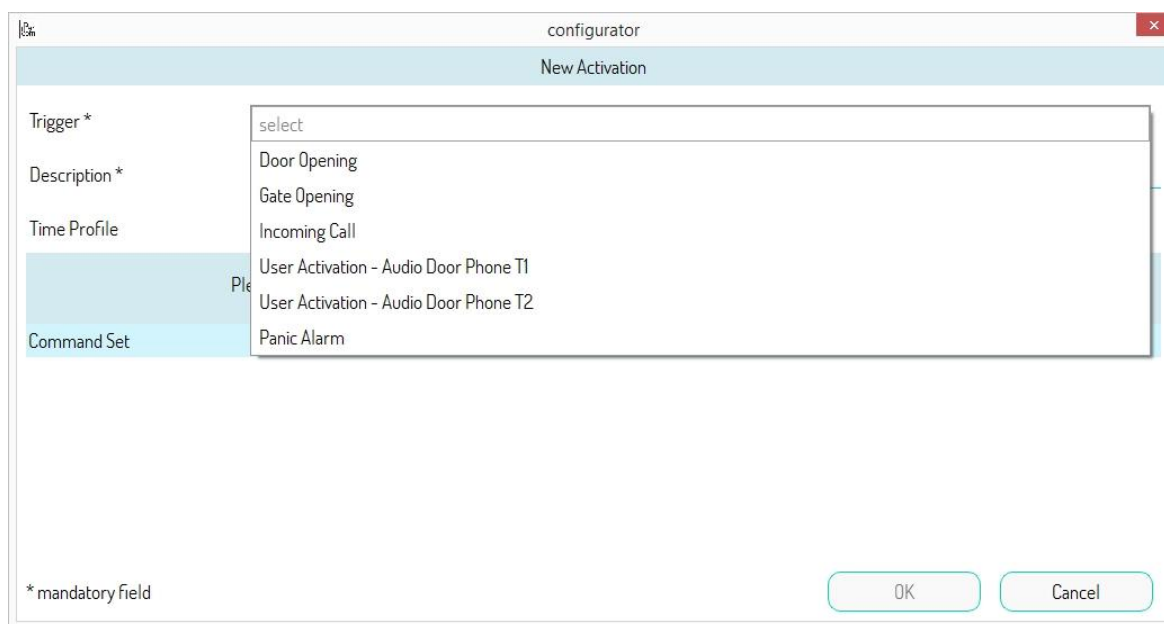 configurator
New Activation
Trigger *
select
Door Opening
Description *
Gate Opening
Time Profile
Incoming Call
User Activation - Audio Door Phone T1
User Activation - Audio Door Phone T2
Command Set
Panic Alarm
* mandatory field
OK
Cancel